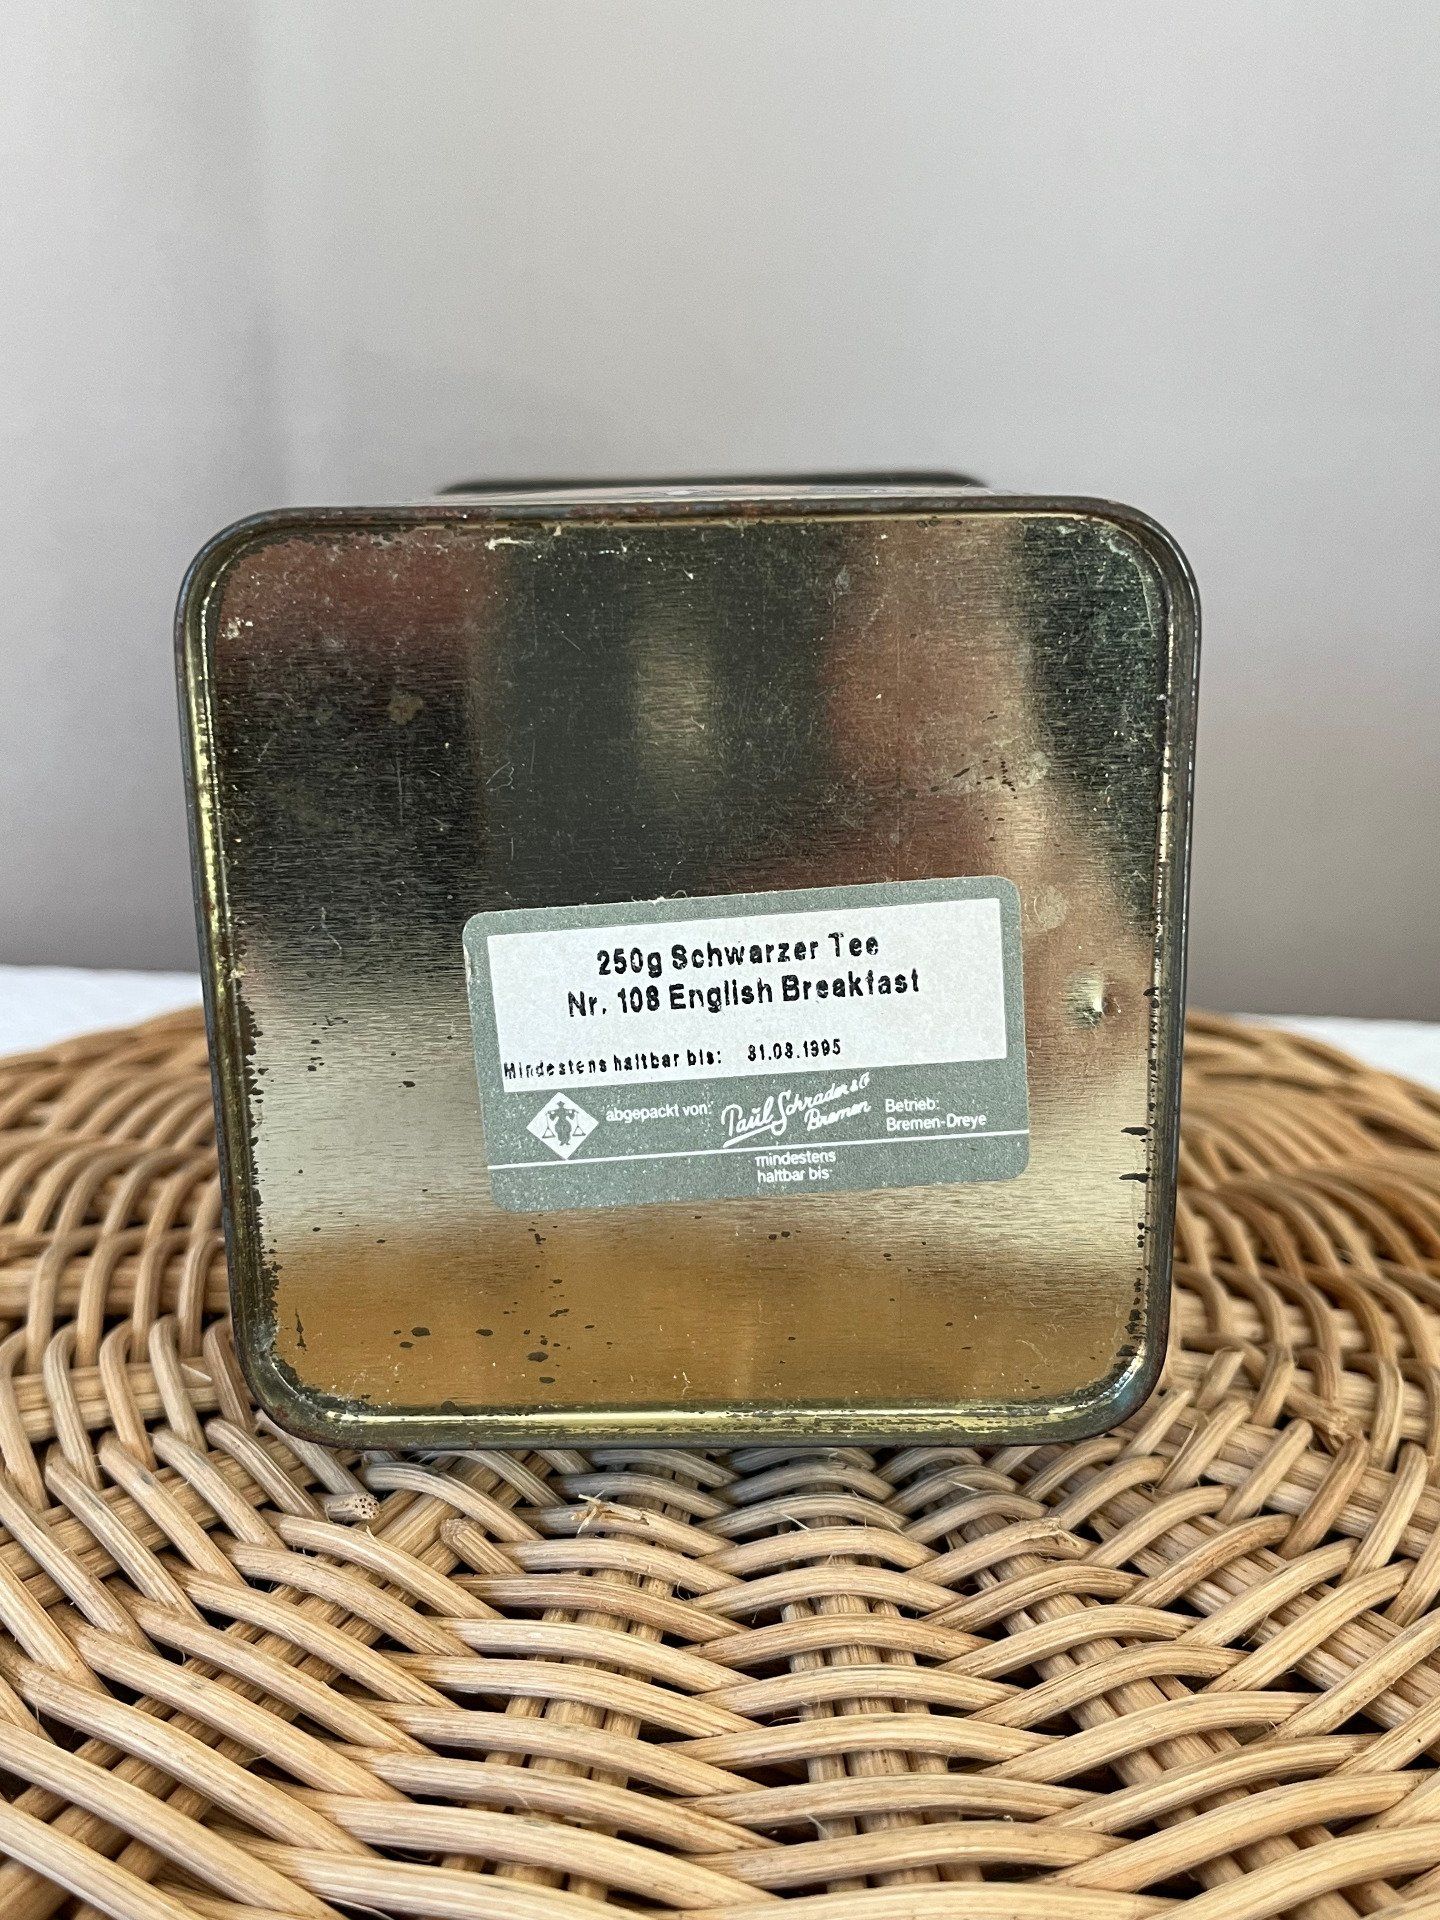 250g Schwarzer Tee
Nr. 108 English Breakfast
Mindestens haltbar bis: 31.08.1995
abgepackt von: Paul Schrader & Co Bremen Betrieb: Bremen-Dreye
mindestens
haltbar bis